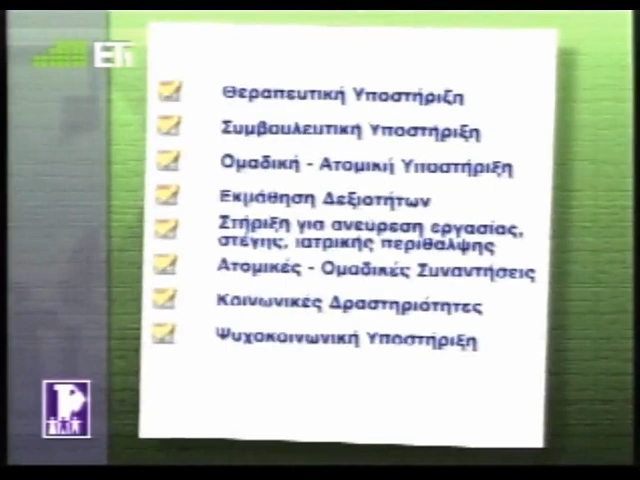 ET1
Θεραπευτική Υποστήριξη
Συμβουλευτική Υποστήριξη
Ομαδική - Ατομική Υποστήριξη
Εκμάθηση Δεξιοτήτων
Στήριξη για ανεύρεση εργασίας,
στέγης, ιατρικής περίθαλψης
Ατομικές - Ομαδικές Συναντήσεις
Κοινωνικές Δραστηριότητες
Ψυχοκοινωνική Υποστήριξη